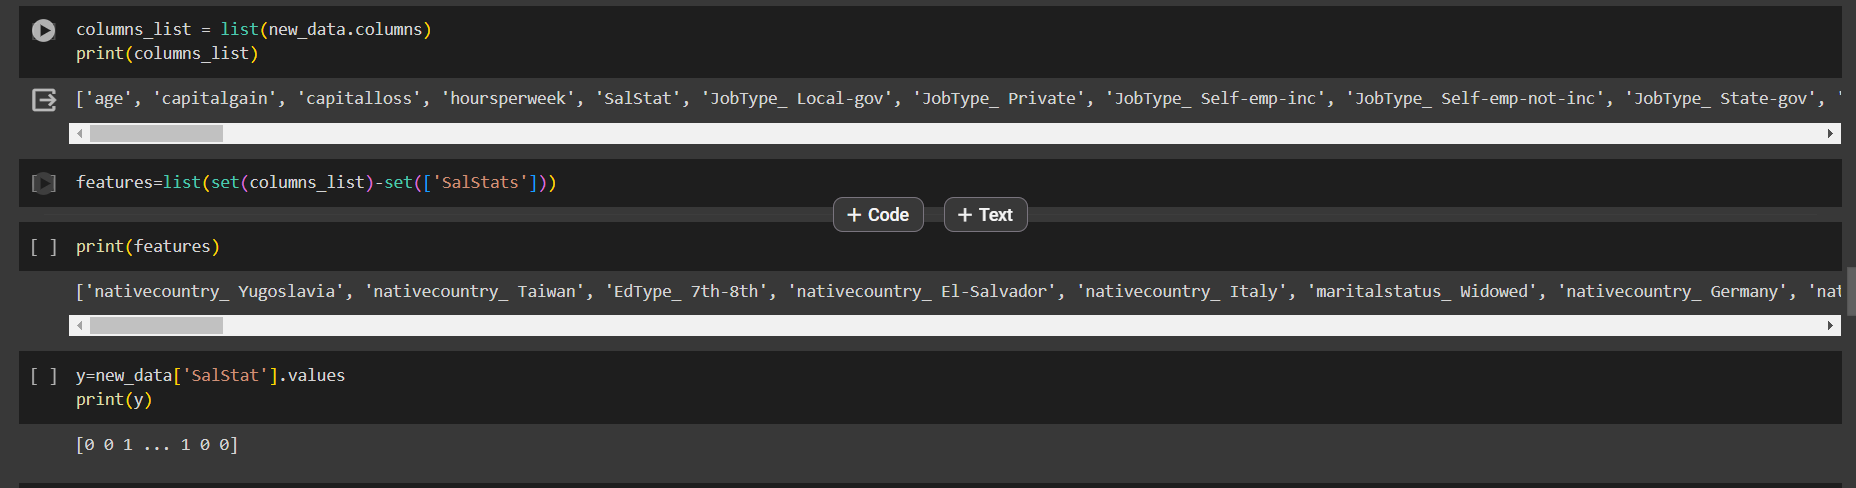 columns_list = list(new_data.columns)
print(columns_list)
['age', 'capitalgain', 'capitalloss', 'hoursperweek', 'SalStat', 'JobType_ Local-gov', 'JobType_ Private', 'JobType_ Self-emp-inc', 'JobType_ Self-emp-not-inc', 'JobType_ State-gov', '
[ ] features=list(set(columns_list)-set(['SalStats']))
+ Code + Text
[ ] print(features)
['nativecountry_ Yugoslavia', 'nativecountry_ Taiwan', 'EdType_ 7th-8th', 'nativecountry_ El-Salvador', 'nativecountry_ Italy', 'maritalstatus_ Widowed', 'nativecountry_ Germany', 'nat
[ ] y=new_data['SalStat'].values
print(y)
[0 0 1 ... 1 0 0]